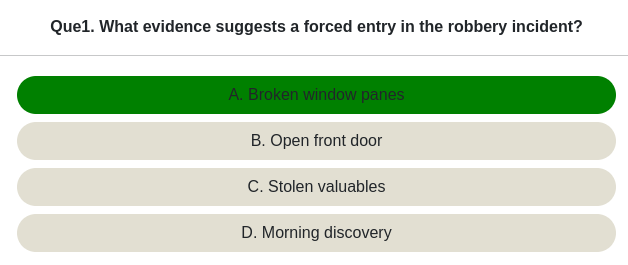 Que1. What evidence suggests a forced entry in the robbery incident?
A. Broken window panes
B. Open front door
C. Stolen valuables
D. Morning discovery